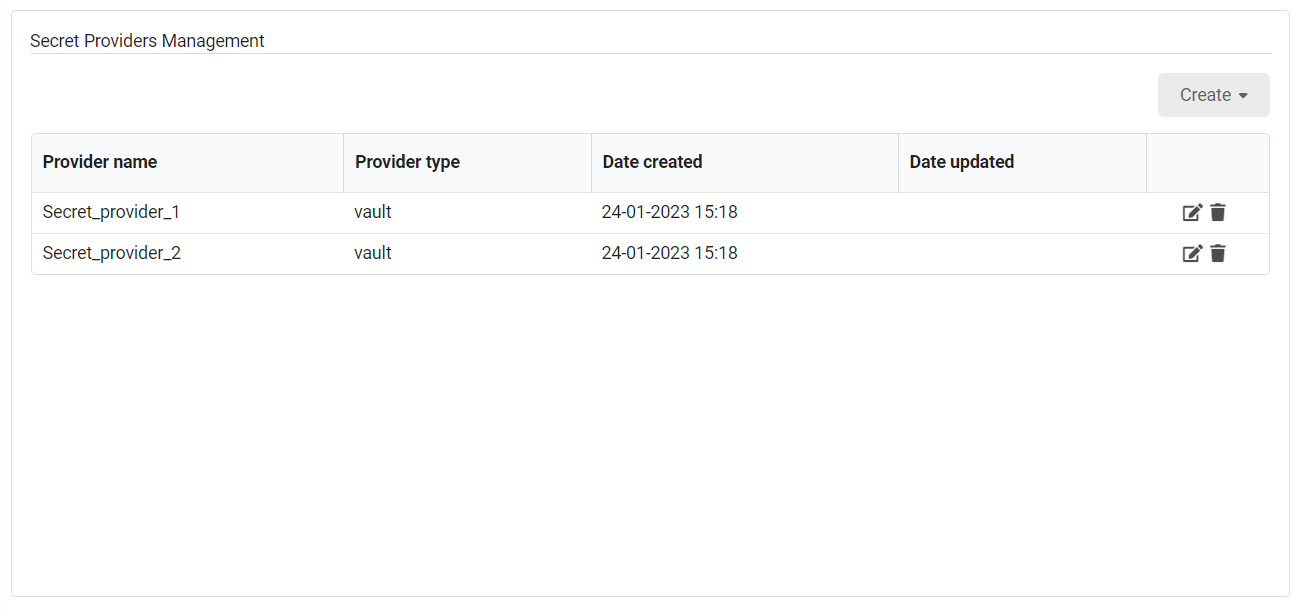 Secret Providers Management
Create
Provider name Provider type Date created Date updated
Secret_provider_1 vault 24-01-2023 15:18
Secret_provider_2 vault 24-01-2023 15:18